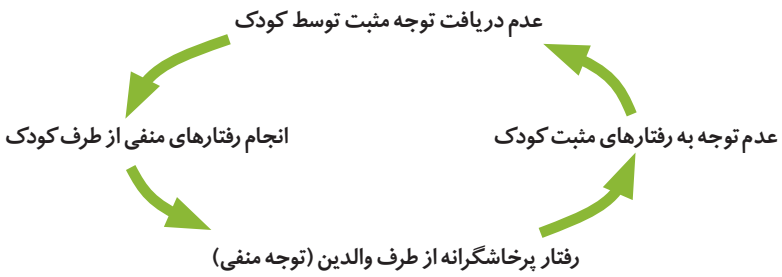 عدم دریافت توجه مثبت توسط کودک
عدم توجه به رفتارهای مثبت کودک
انجام رفتارهای منفی از طرف کودک
رفتار پرخاشگرانه از طرف والدین (توجه منفی)